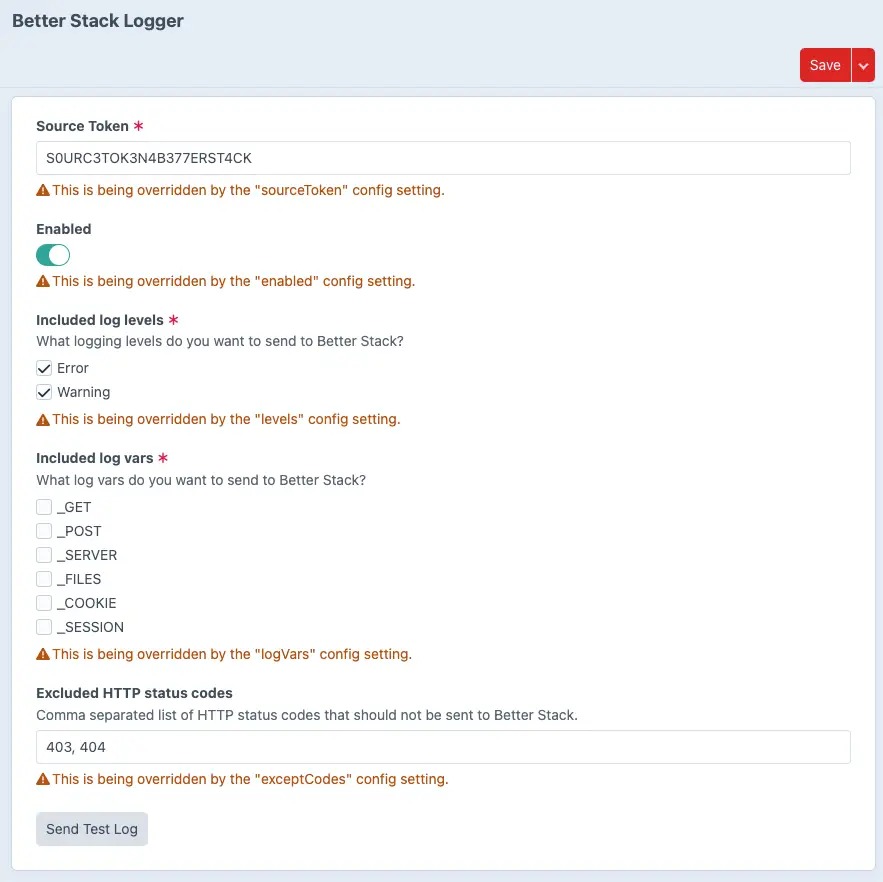 Better Stack Logger
Save
Source Token *
S0URC3TOK3N4B377ERST4CK
This is being overridden by the "sourceToken" config setting.
Enabled
This is being overridden by the "enabled" config setting.
Included log levels *
What logging levels do you want to send to Better Stack?
Error
Warning
This is being overridden by the "levels" config setting.
Included log vars *
What log vars do you want to send to Better Stack?
_GET
_POST
_SERVER
_FILES
_COOKIE
_SESSION
This is being overridden by the "logVars" config setting.
Excluded HTTP status codes
Comma separated list of HTTP status codes that should not be sent to Better Stack.
403, 404
This is being overridden by the "exceptCodes" config setting.
Send Test Log